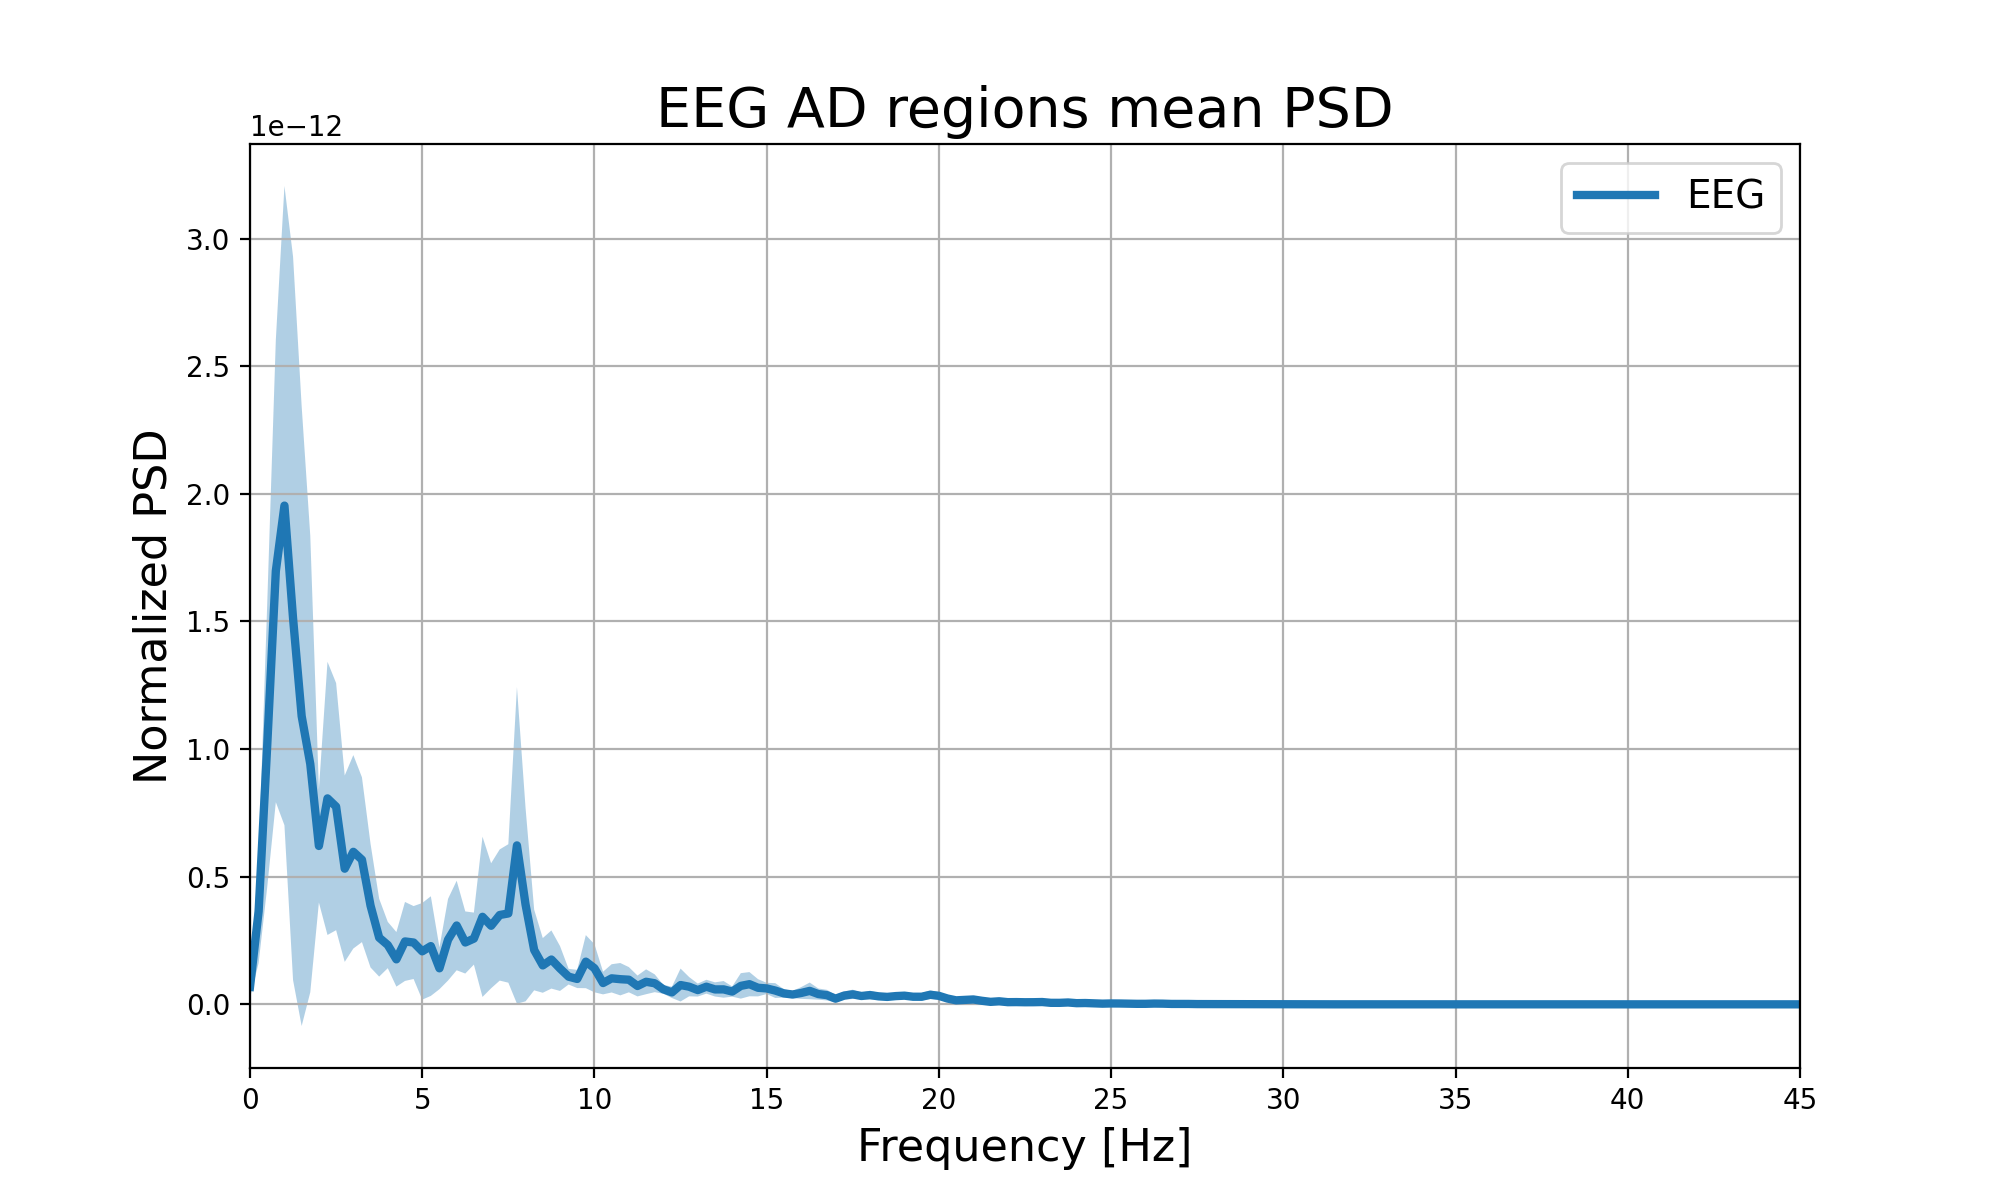 EEG AD regions mean PSD
1e−12
EEG
3.0
2.5
2.0
1.5
1.0
0.5
0.0
Normalized PSD
0 5 10 15 20 25 30 35 40 45
Frequency [Hz]